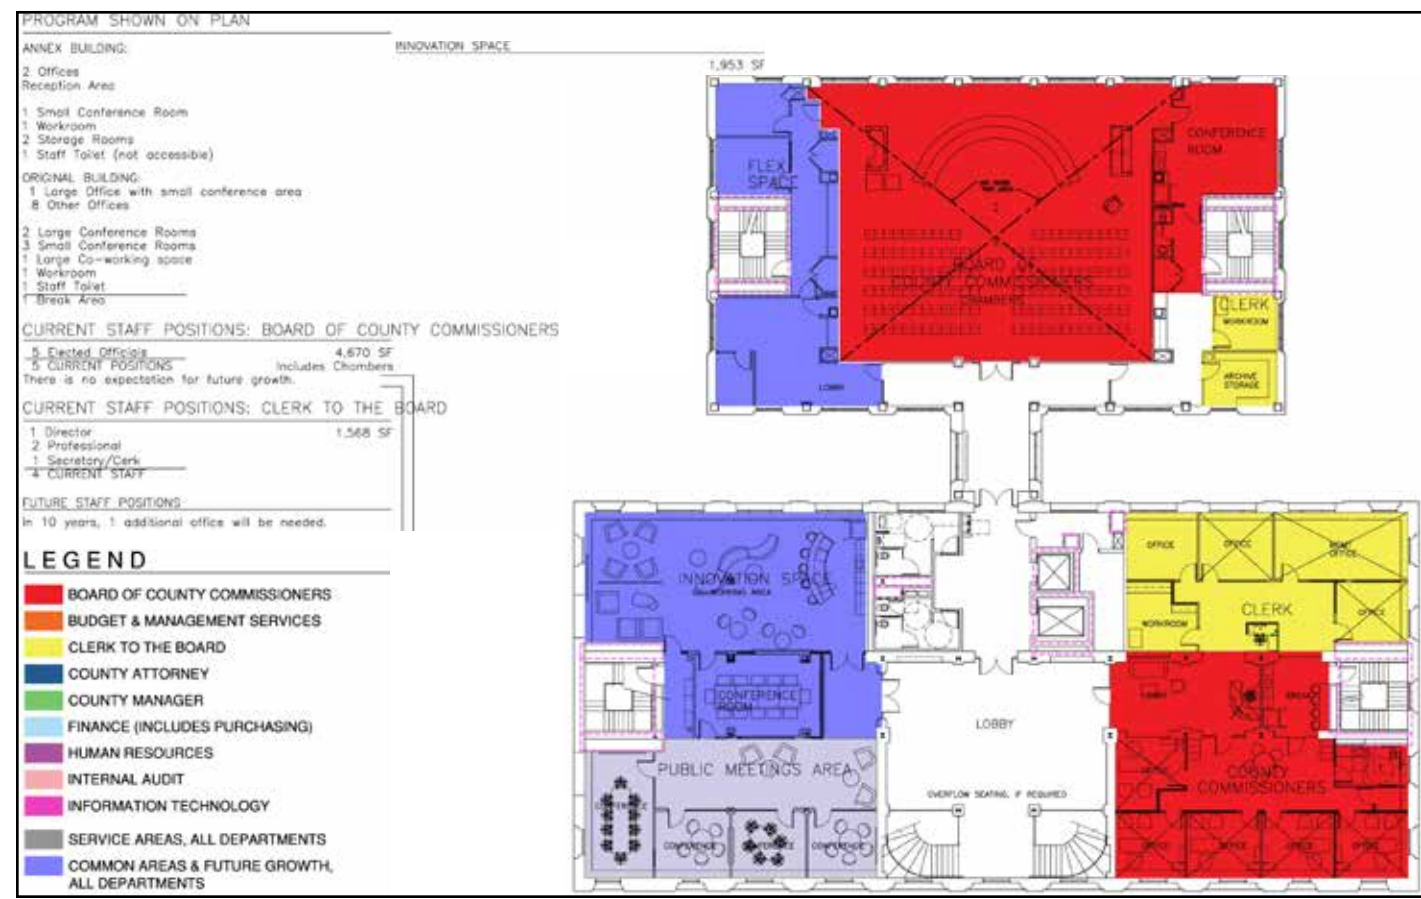 PROGRAM SHOWN ON PLAN
ANNEX BUILDING:
2 Offices
Reception Area
1 Small Conference Room
1 Workroom
2 Storage Rooms
1 Staff Toilet (not accessible)
ORIGINAL BUILDING:
1 Large Office with small conference area
8 Other Offices
2 Large Conference Rooms
3 Small Conference Rooms
1 Large Co-working space
1 Workroom
1 Staff Toilet
1 Break Area
INNOVATION SPACE
1,953 SF
CURRENT STAFF POSITIONS: BOARD OF COUNTY COMMISSIONERS
5 Elected Officials 4,670 SF
5 CURRENT POSITIONS Includes Chambers
There is no expectation for future growth.
CURRENT STAFF POSITIONS: CLERK TO THE BOARD
1 Director 1,568 SF
2 Professional
1 Secretary/Cerk
4 CURRENT STAFF
FUTURE STAFF POSITIONS
In 10 years, 1 additional office will be needed.
LEGEND
BOARD OF COUNTY COMMISSIONERS
BUDGET & MANAGEMENT SERVICES
CLERK TO THE BOARD
COUNTY ATTORNEY
COUNTY MANAGER
FINANCE (INCLUDES PURCHASING)
HUMAN RESOURCES
INTERNAL AUDIT
INFORMATION TECHNOLOGY
SERVICE AREAS, ALL DEPARTMENTS
COMMON AREAS & FUTURE GROWTH,
ALL DEPARTMENTS
FLEX
SPACE
CONFERENCE
ROOM
BOARD OF
COUNTY COMMISSIONERS
CHAMBERS
CLERK
WORKROOM
ARCHIVE
STORAGE
LOBBY
INNOVATION SPACE
CO-WORKING AREA
CONFERENCE
ROOM
PUBLIC MEETINGS AREA
CONFERENCE
CONFERENCE
CONFERENCE
CONFERENCE
LOBBY
OVERFLOW SEATING, IF REQUIRED
OFFICE
OFFICE
OFFICE
CLERK
OFFICE
WORKROOM
LOBBY
BREAK
OFFICE
COUNTY
COMMISSIONERS
OFFICE
OFFICE
OFFICE
OFFICE